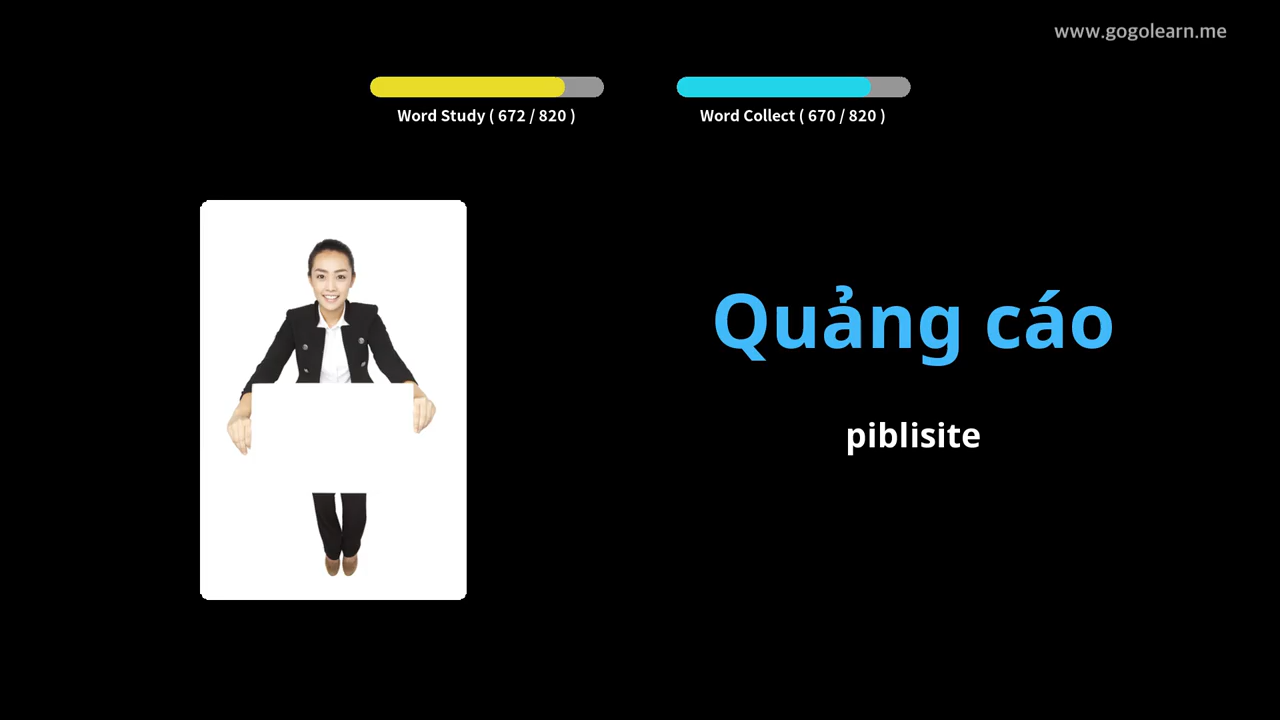 www.gogolearn.me
Word Study ( 672 / 820 )
Word Collect ( 670 / 820 )
Quảng cáo
piblisite